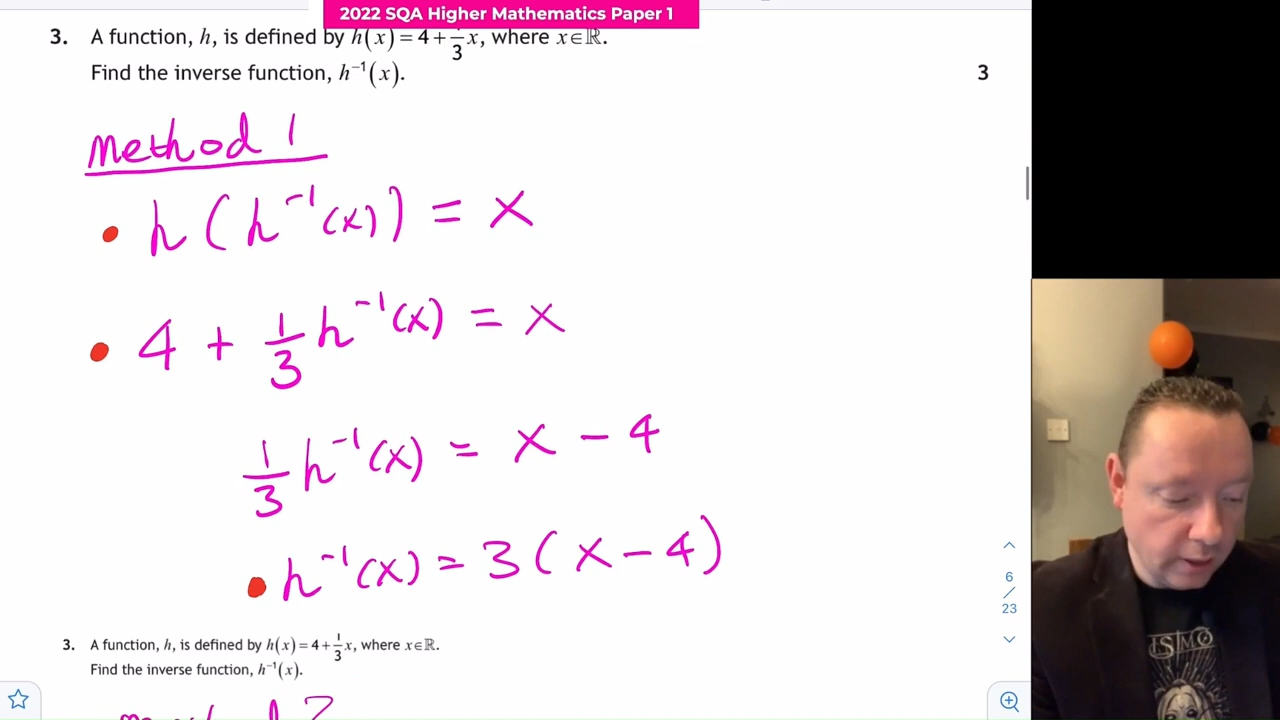 2022 SQA Higher Mathematics Paper 1
3. A function, h, is defined by h(x) = 4 + 1/3 x, where x∈ℝ.
Find the inverse function, h⁻¹(x). 3
Method 1
• h(h⁻¹(x)) = x
• 4 + 1/3 h⁻¹(x) = x
1/3 h⁻¹(x) = x − 4
• h⁻¹(x) = 3(x − 4)
6
/
23
3. A function, h, is defined by h(x) = 4 + 1/3 x, where x∈ℝ.
Find the inverse function, h⁻¹(x).